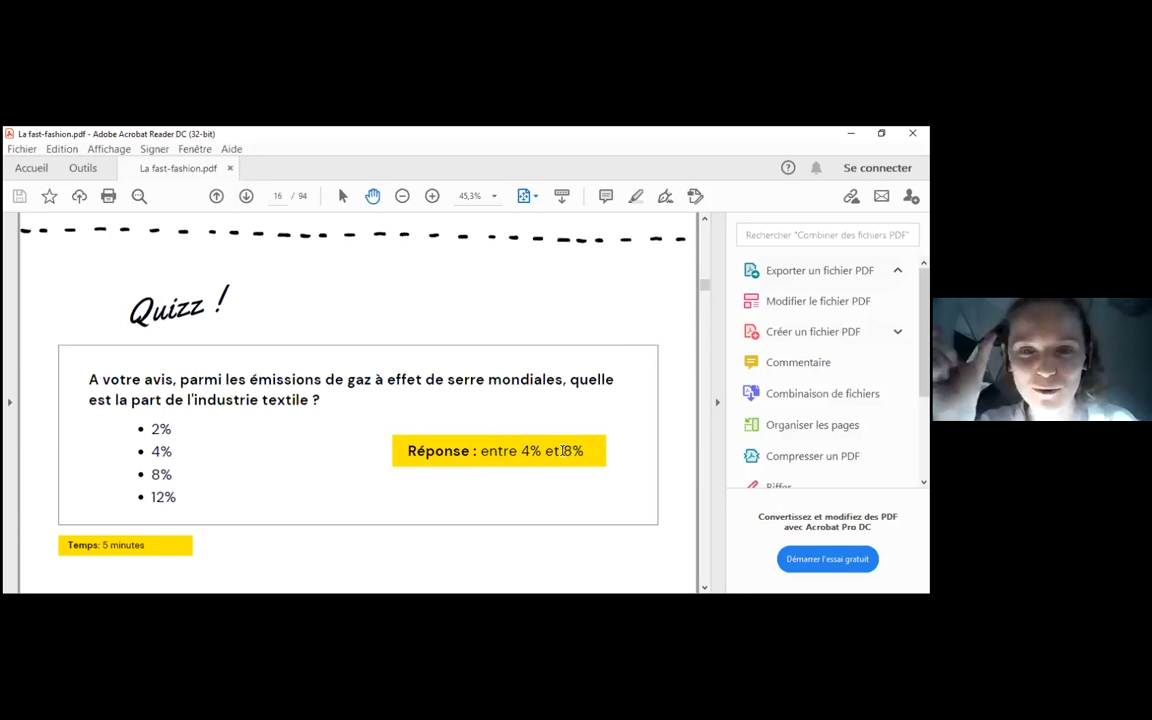 La fast-fashion.pdf - Adobe Acrobat Reader DC (32-bit)
Fichier Edition Affichage Signer Fenêtre Aide
Accueil Outils La fast-fashion.pdf × Se connecter
16 / 94 45,3%
Quizz !
A votre avis, parmi les émissions de gaz à effet de serre mondiales, quelle
est la part de l'industrie textile ?
• 2%
• 4%
• 8%
• 12%
Réponse : entre 4% et 8%
Temps: 5 minutes
Rechercher "Combiner des fichiers PDF"
Exporter un fichier PDF
Modifier le fichier PDF
Créer un fichier PDF
Commentaire
Combinaison de fichiers
Organiser les pages
Compresser un PDF
Convertissez et modifiez des PDF
avec Acrobat Pro DC
Démarrer l'essai gratuit